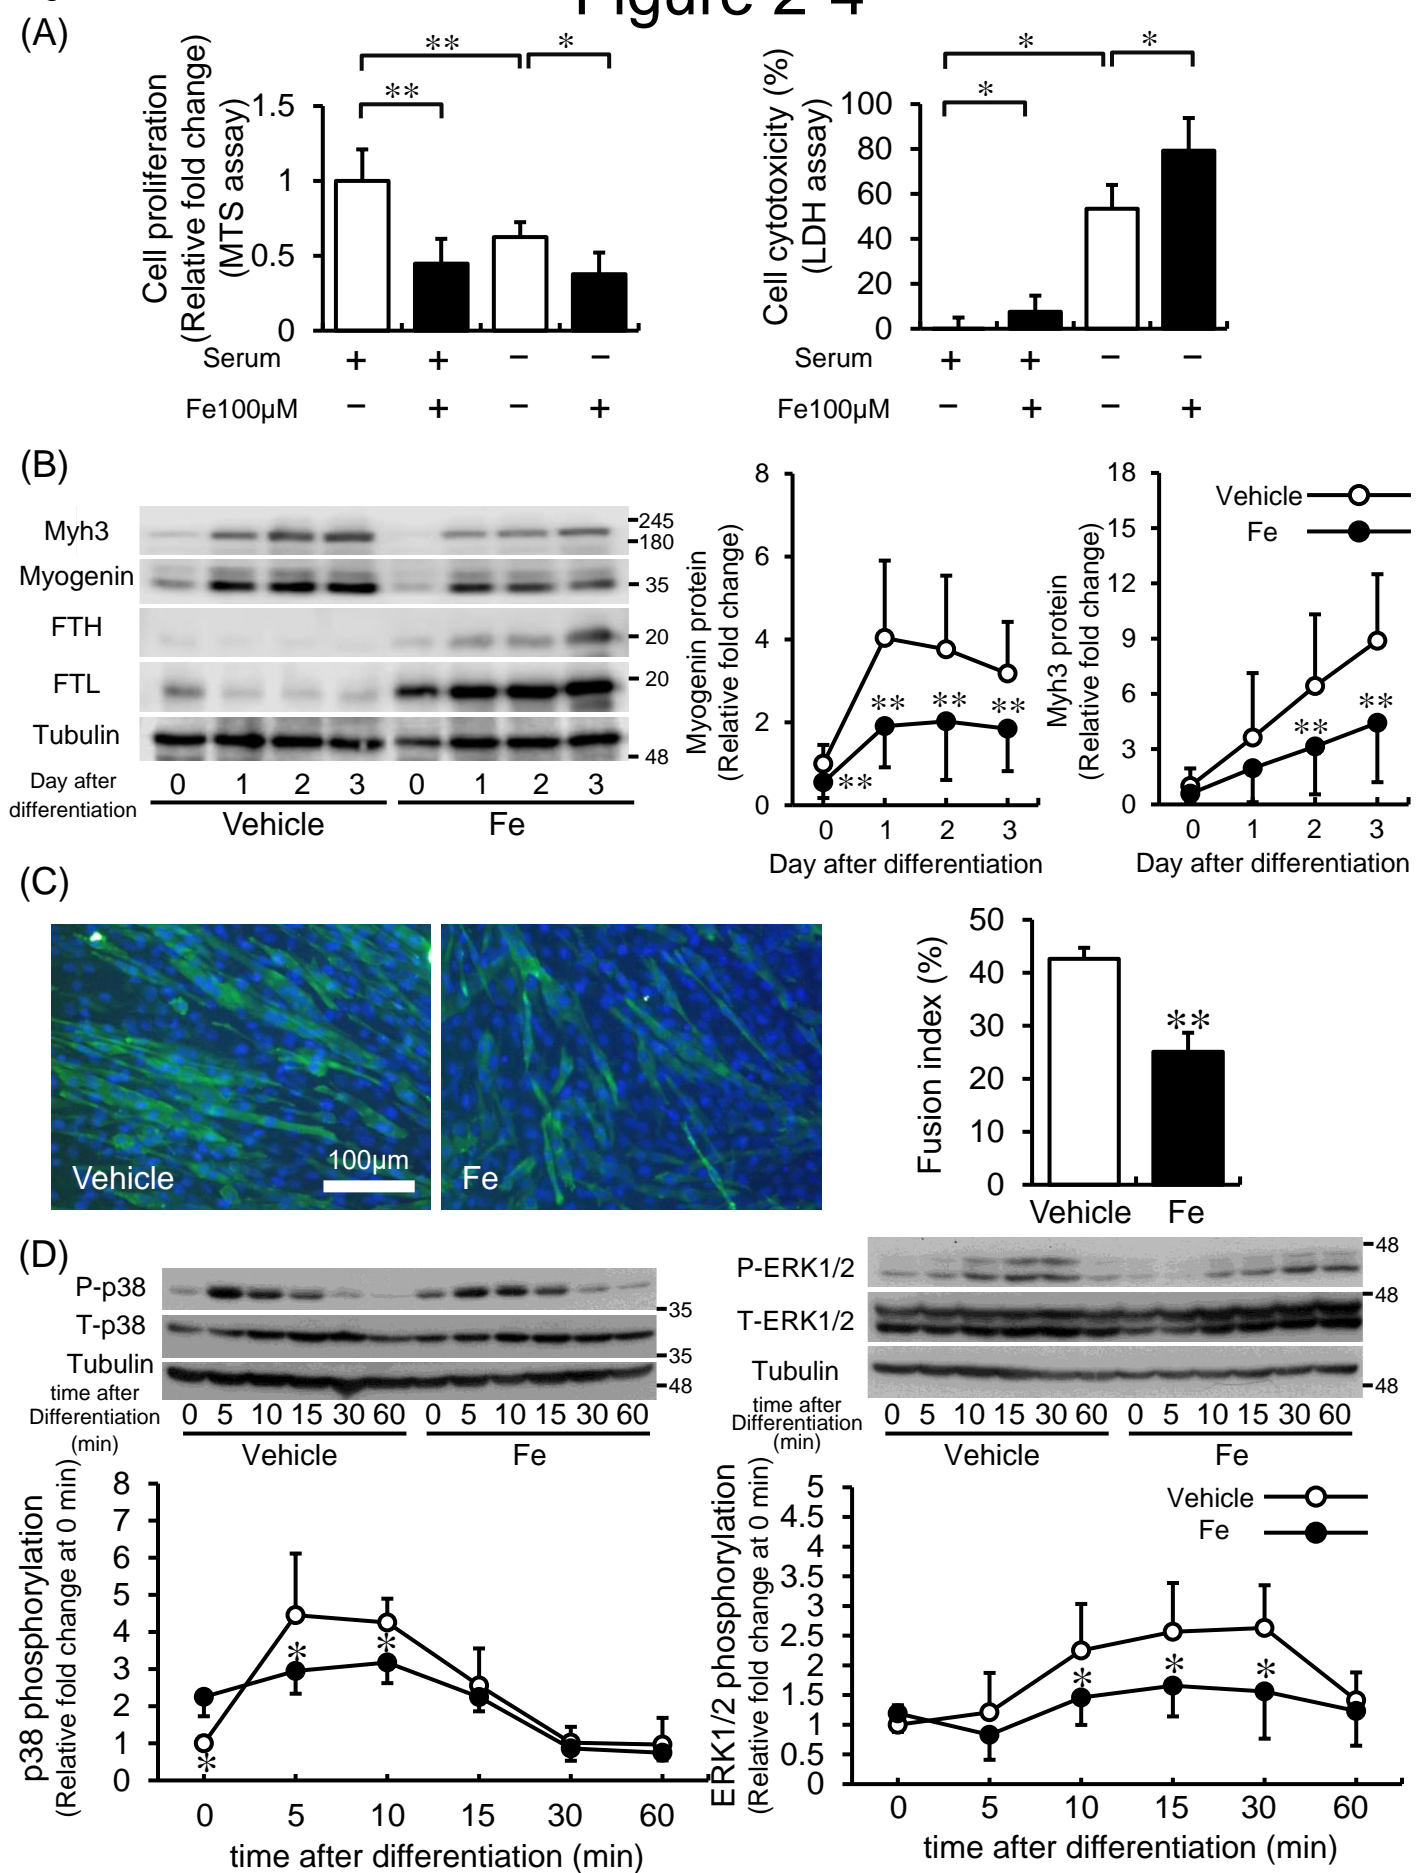 Figure 2-4
(A)
Cell proliferation
(Relative fold change)
(MTS assay)
** *
**
1.5
1
0.5
0
Serum + + − −
Fe100μM − + − +
Cell cytotoxicity (%)
(LDH assay)
* *
*
100
80
60
40
20
0
Serum + + − −
Fe100μM − + − +
(B)
Myh3
245
180
Myogenin
35
FTH
20
FTL
20
Tubulin
48
Day after
differentiation
0 1 2 3 0 1 2 3
Vehicle Fe
Myogenin protein
(Relative fold change)
8
6
4
2
0
** ** **
**
0 1 2 3
Day after differentiation
Myh3 protein
(Relative fold change)
18
15
12
9
6
3
0
Vehicle
Fe
** **
0 1 2 3
Day after differentiation
(C)
Vehicle
100μm
Fe
Fusion index (%)
50
40
30
20
10
0
**
Vehicle Fe
(D)
P-p38
35
T-p38
35
Tubulin
48
time after
Differentiation
(min)
0 5 10 15 30 60 0 5 10 15 30 60
Vehicle Fe
P-ERK1/2
48
T-ERK1/2
48
Tubulin
48
time after
Differentiation
(min)
0 5 10 15 30 60 0 5 10 15 30 60
Vehicle Fe
p38 phosphorylation
(Relative fold change at 0 min)
8
7
6
5
4
3
2
1
0
* *
*
0 5 10 15 30 60
time after differentiation (min)
ERK1/2 phosphorylation
(Relative fold change at 0 min)
5
4.5
4
3.5
3
2.5
2
1.5
1
0.5
0
Vehicle
Fe
* * *
0 5 10 15 30 60
time after differentiation (min)